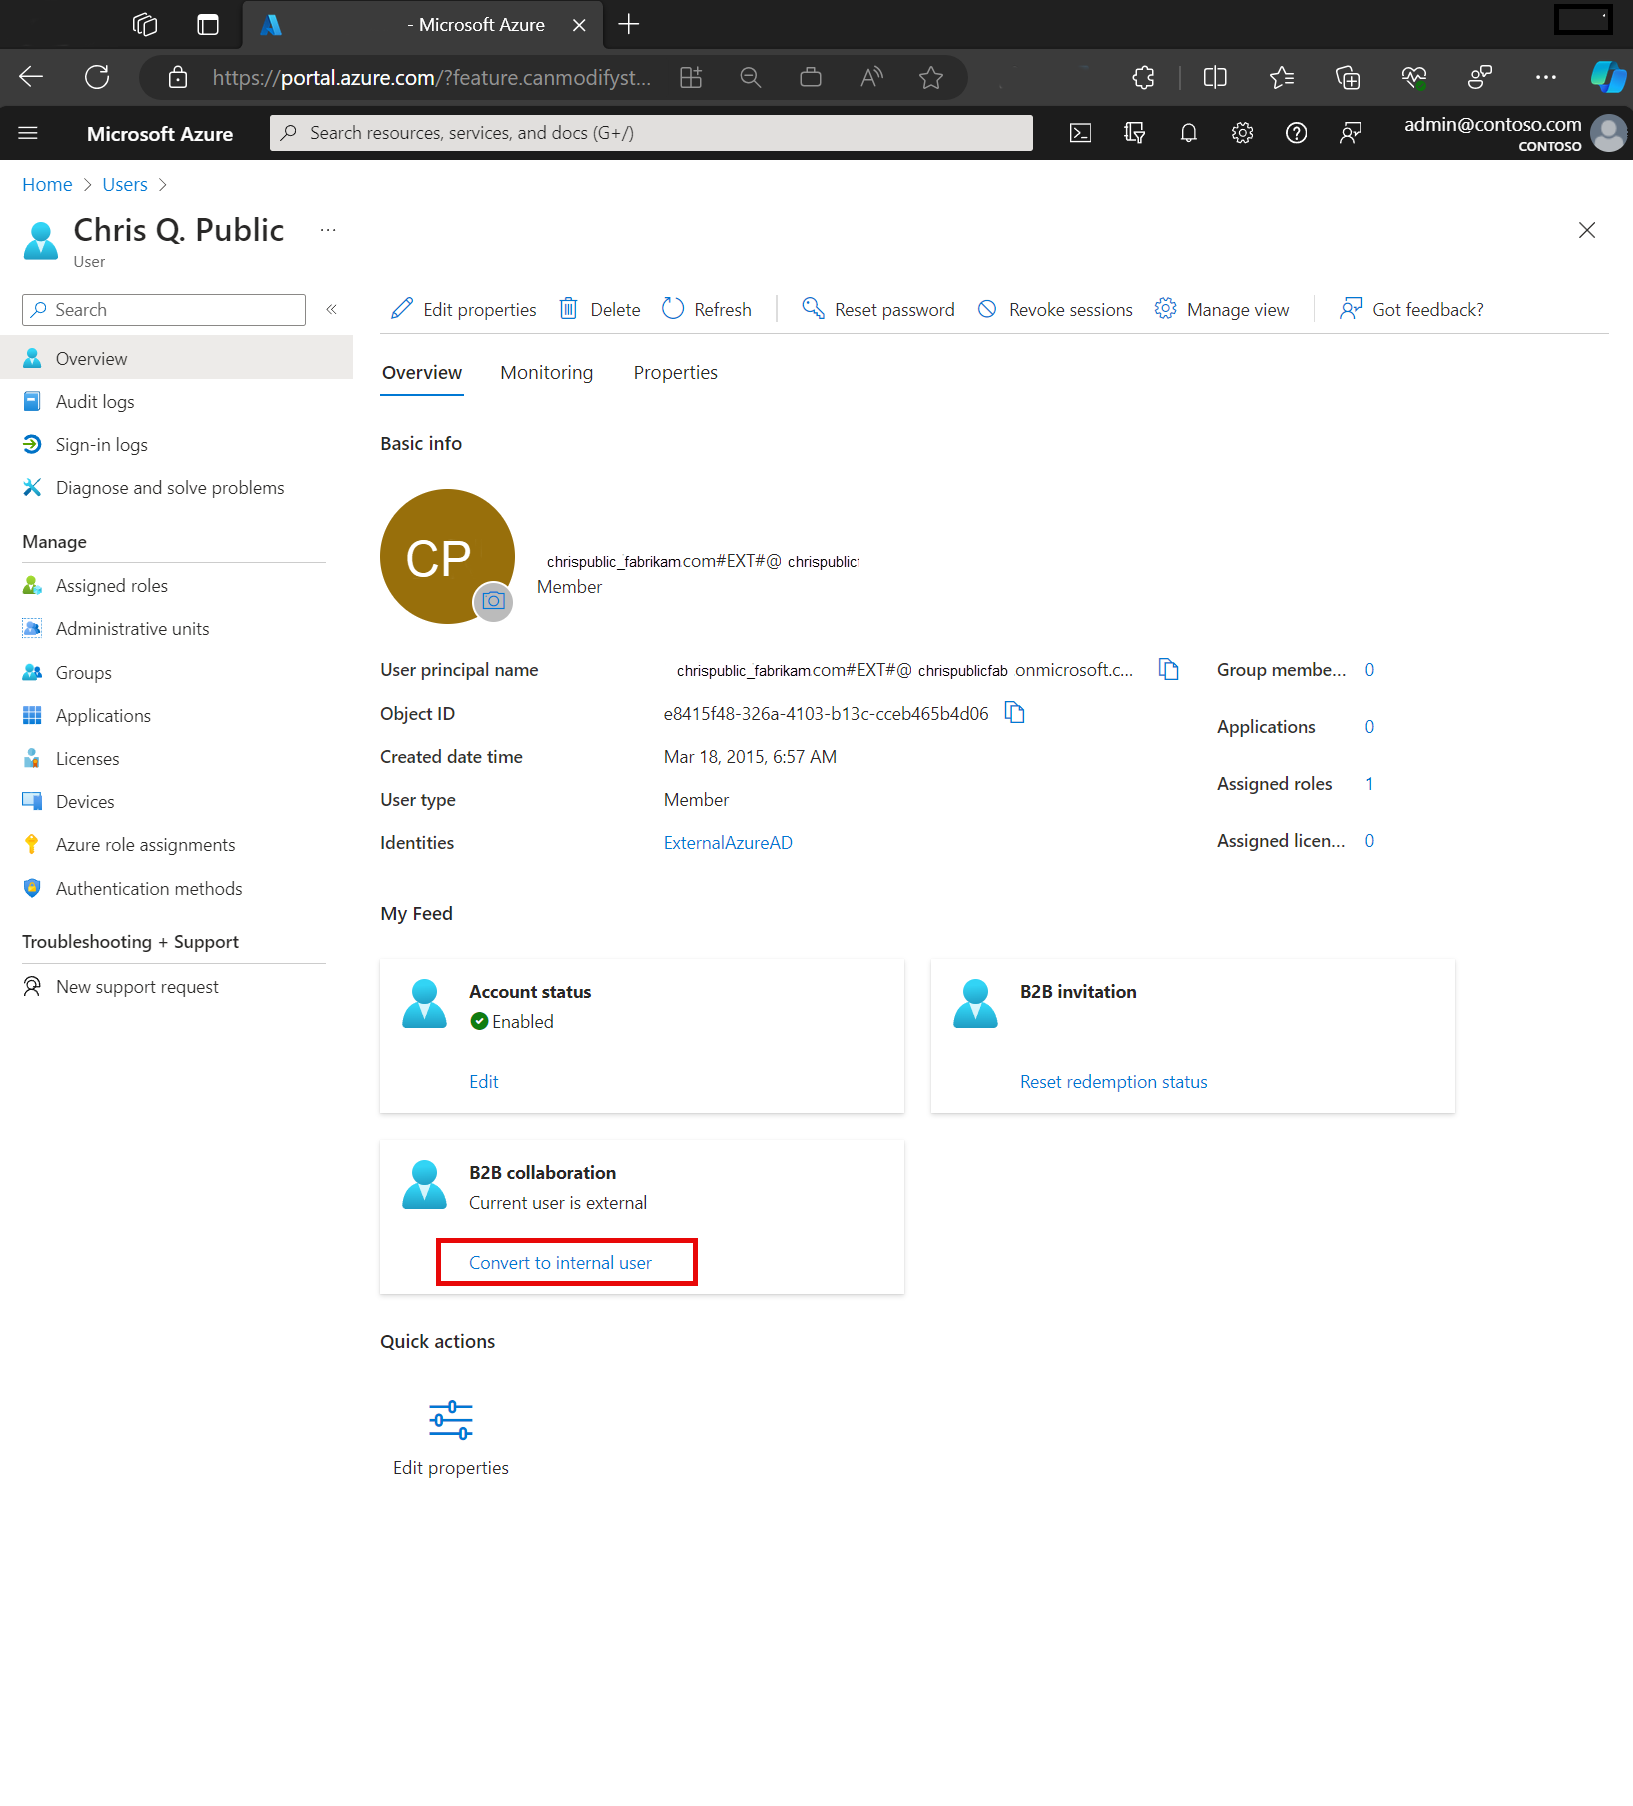 - Microsoft Azure
https://portal.azure.com/?feature.canmodifyst...
Microsoft Azure
Search resources, services, and docs (G+/)
admin@contoso.com
CONTOSO
Home > Users >
Chris Q. Public ...
User
Search
«
Edit properties Delete Refresh Reset password Revoke sessions Manage view Got feedback?
Overview
Audit logs
Sign-in logs
Diagnose and solve problems
Manage
Assigned roles
Administrative units
Groups
Applications
Licenses
Devices
Azure role assignments
Authentication methods
Troubleshooting + Support
New support request
Overview Monitoring Properties
Basic info
CP
chrispublic_fabrikam.com#EXT#@ chrispublic
Member
User principal name chrispublic_fabrikam.com#EXT#@ chrispublicfab onmicrosoft.c...
Object ID e8415f48-326a-4103-b13c-cceb465b4d06
Created date time Mar 18, 2015, 6:57 AM
User type Member
Identities ExternalAzureAD
Group membe... 0
Applications 0
Assigned roles 1
Assigned licen... 0
My Feed
Account status
Enabled
Edit
B2B invitation
Reset redemption status
B2B collaboration
Current user is external
Convert to internal user
Quick actions
Edit properties